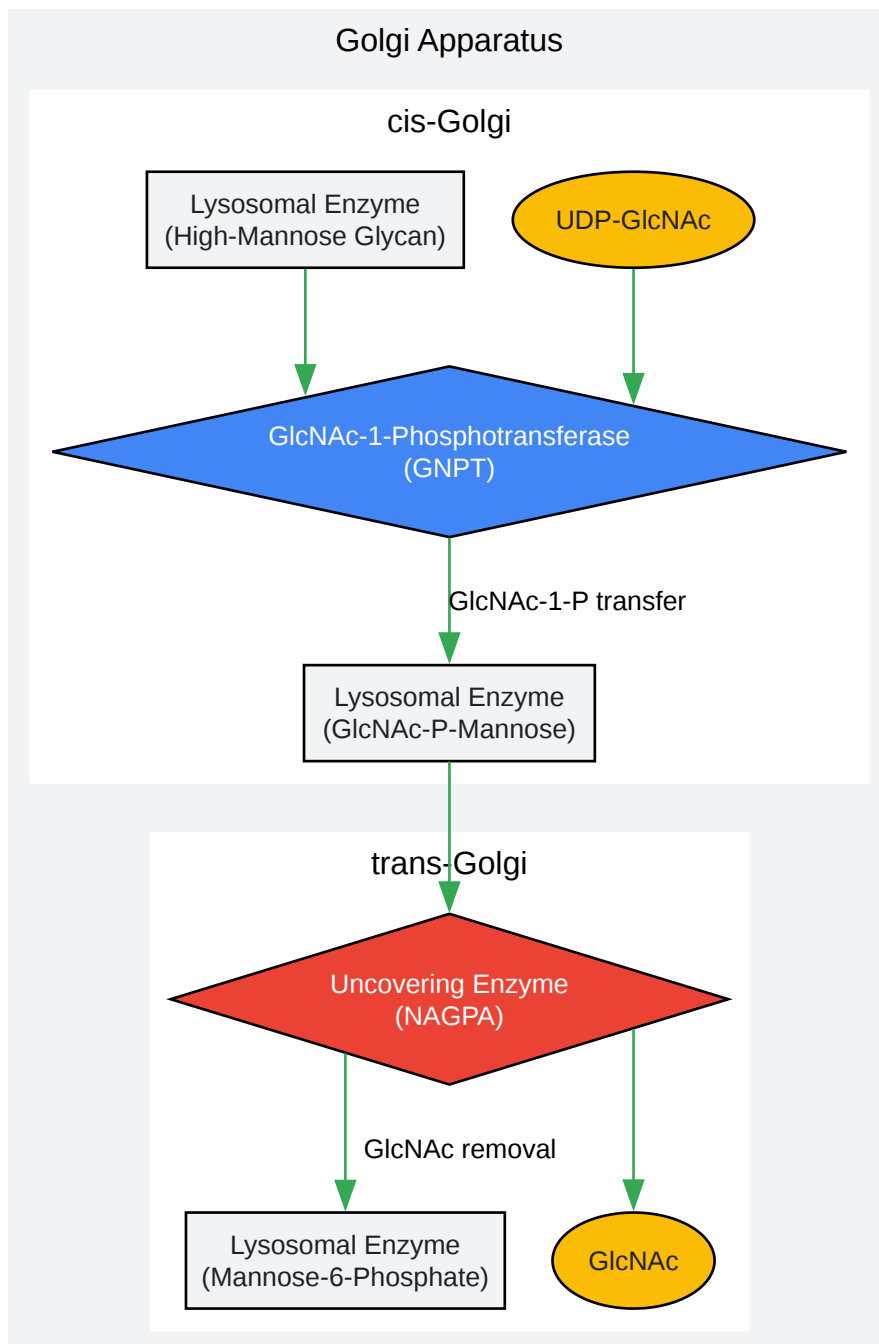 Golgi Apparatus
cis-Golgi
Lysosomal Enzyme
(High-Mannose Glycan)
UDP-GlcNAc
GlcNAc-1-Phosphotransferase
(GNPT)
GlcNAc-1-P transfer
Lysosomal Enzyme
(GlcNAc-P-Mannose)
trans-Golgi
Uncovering Enzyme
(NAGPA)
GlcNAc removal
Lysosomal Enzyme
(Mannose-6-Phosphate)
GlcNAc